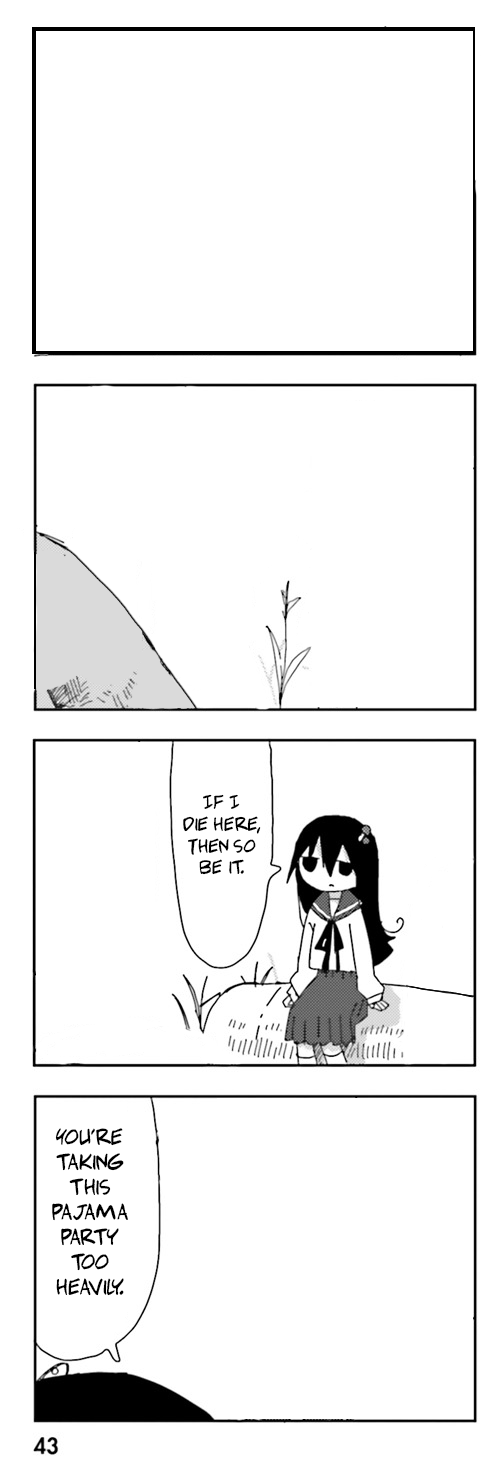 IF I
DIE HERE,
THEN SO
BE IT.
YOU'RE
TAKING
THIS
PAJAMA
PARTY
TOO
HEAVILY.
43